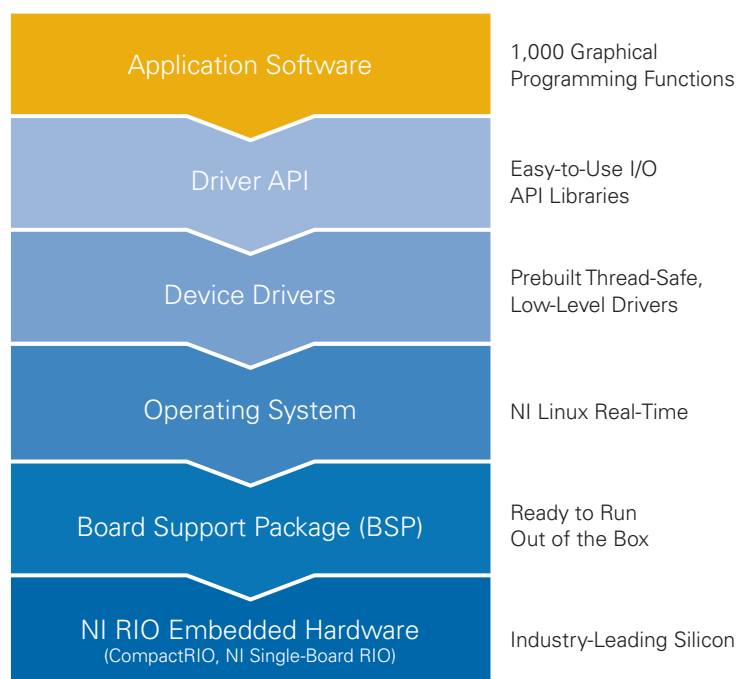 Application Software
1,000 Graphical
Programming Functions
Driver API
Easy-to-Use I/O
API Libraries
Device Drivers
Prebuilt Thread-Safe,
Low-Level Drivers
Operating System
NI Linux Real-Time
Board Support Package (BSP)
Ready to Run
Out of the Box
NI RIO Embedded Hardware
(CompactRIO, NI Single-Board RIO)
Industry-Leading Silicon